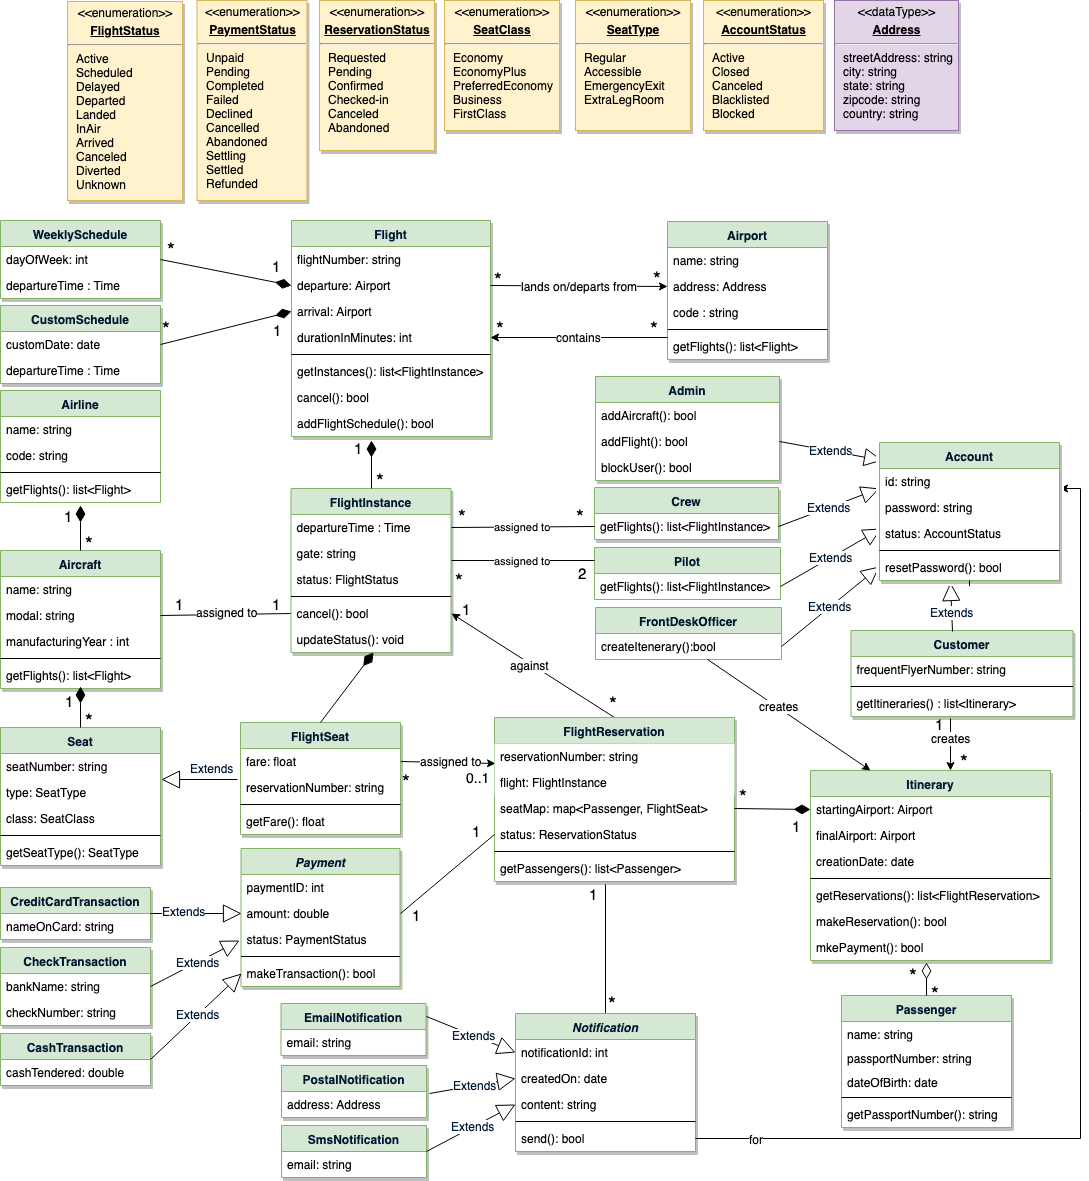 <<enumeration>>
FlightStatus
Active
Scheduled
Delayed
Departed
Landed
InAir
Arrived
Canceled
Diverted
Unknown
<<enumeration>>
PaymentStatus
Unpaid
Pending
Completed
Failed
Declined
Cancelled
Abandoned
Settling
Settled
Refunded
<<enumeration>>
ReservationStatus
Requested
Pending
Confirmed
Checked-in
Canceled
Abandoned
<<enumeration>>
SeatClass
Economy
EconomyPlus
PreferredEconomy
Business
FirstClass
<<enumeration>>
SeatType
Regular
Accessible
EmergencyExit
ExtraLegRoom
<<enumeration>>
AccountStatus
Active
Closed
Canceled
Blacklisted
Blocked
<<dataType>>
Address
streetAddress: string
city: string
state: string
zipcode: string
country: string
WeeklySchedule
dayOfWeek: int
departureTime : Time
*
1
CustomSchedule
customDate: date
departureTime : Time
*
1
Flight
flightNumber: string
departure: Airport
arrival: Airport
durationInMinutes: int
getInstances(): list<FlightInstance>
cancel(): bool
addFlightSchedule(): bool
*
lands on/departs from
*
*
contains
*
Airport
name: string
address: Address
code : string
getFlights(): list<Flight>
Airline
name: string
code: string
getFlights(): list<Flight>
1
*
1
*
Admin
addAircraft(): bool
addFlight(): bool
blockUser(): bool
Extends
Account
id: string
password: string
status: AccountStatus
resetPassword(): bool
FlightInstance
departureTime : Time
gate: string
status: FlightStatus
cancel(): bool
updateStatus(): void
*
assigned to
*
Crew
getFlights(): list<FlightInstance>
Extends
*
assigned to
2
Pilot
getFlights(): list<FlightInstance>
Extends
Aircraft
name: string
modal: string
manufacturingYear : int
getFlights(): list<Flight>
1
assigned to
1
1
*
FrontDeskOfficer
createItenerary():bool
Extends
creates
Extends
Customer
frequentFlyerNumber: string
getItineraries() : list<Itinerary>
1
creates
*
1
against
*
Seat
seatNumber: string
type: SeatType
class: SeatClass
getSeatType(): SeatType
Extends
FlightSeat
fare: float
reservationNumber: string
getFare(): float
*
assigned to
0..1
FlightReservation
reservationNumber: string
flight: FlightInstance
seatMap: map<Passenger, FlightSeat>
status: ReservationStatus
getPassengers(): list<Passenger>
*
1
Itinerary
startingAirport: Airport
finalAirport: Airport
creationDate: date
getReservations(): list<FlightReservation>
makeReservation(): bool
mkePayment(): bool
*
*
Payment
paymentID: int
amount: double
status: PaymentStatus
makeTransaction(): bool
1
1
CreditCardTransaction
nameOnCard: string
Extends
CheckTransaction
bankName: string
checkNumber: string
Extends
CashTransaction
cashTendered: double
Extends
1
*
EmailNotification
email: string
Extends
PostalNotification
address: Address
Extends
SmsNotification
email: string
Extends
Notification
notificationId: int
createdOn: date
content: string
send(): bool
for
Passenger
name: string
passportNumber: string
dateOfBirth: date
getPassportNumber(): string